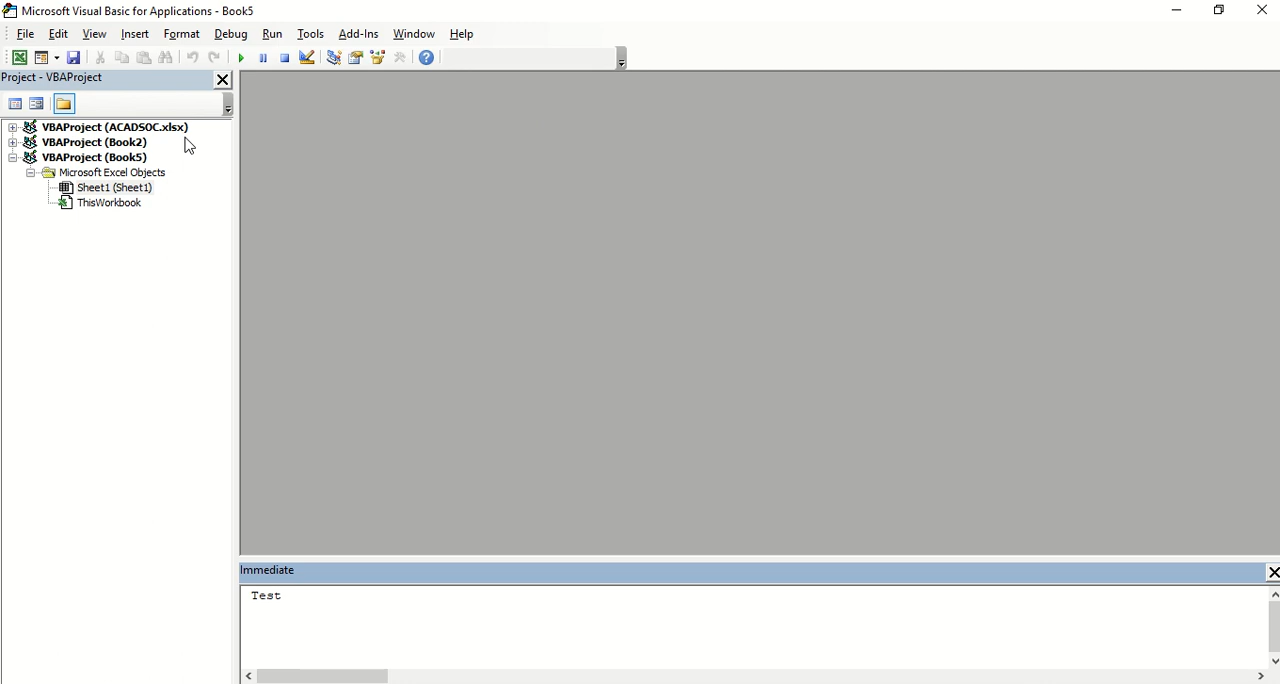 Microsoft Visual Basic for Applications - Book5
File Edit View Insert Format Debug Run Tools Add-Ins Window Help
Project - VBAProject
VBAProject (ACADSOC.xlsx)
VBAProject (Book2)
VBAProject (Book5)
Microsoft Excel Objects
Sheet1 (Sheet1)
ThisWorkbook
Immediate
Test